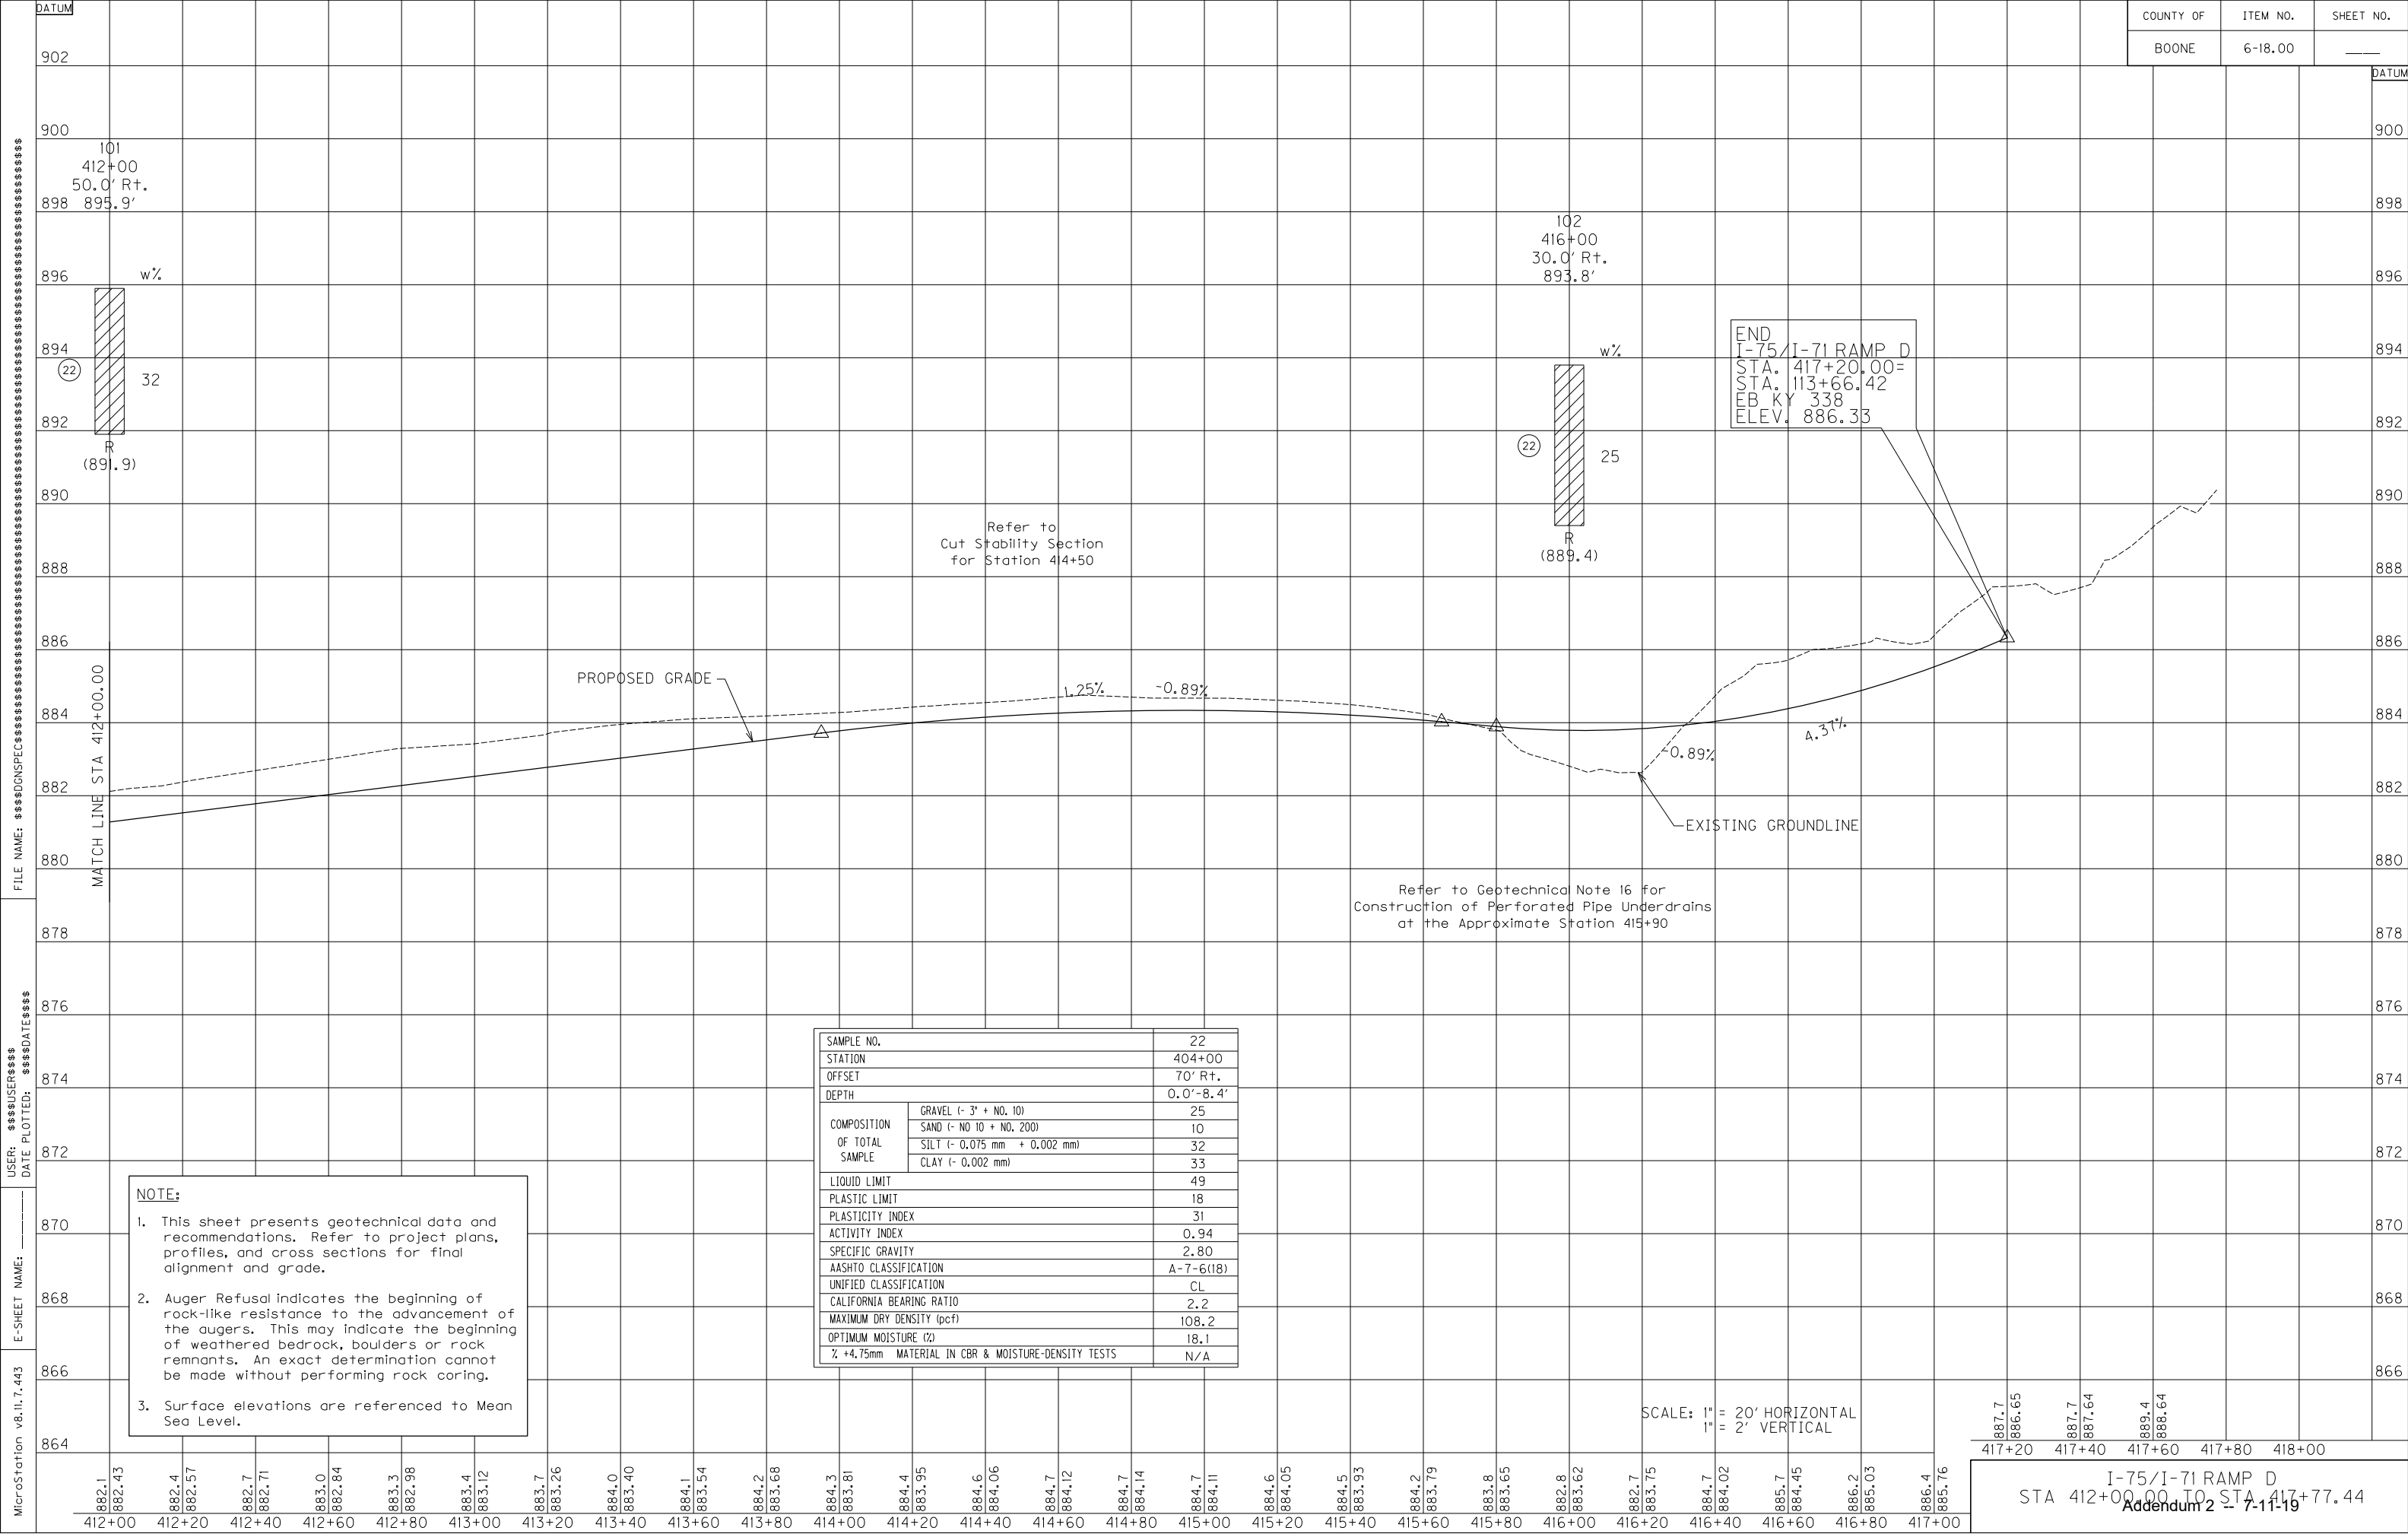 DATUM
COUNTY OF ITEM NO. SHEET NO.
BOONE 6-18.00 ____
DATUM
902
900 900
898 898
896 896
894 894
892 892
890 890
888 888
886 886
884 884
882 882
880 880
878 878
876 876
874 874
872 872
870 870
868 868
866 866
864
101
412+00
50.0' Rt.
895.9'
w%
22
32
R
(891.9)
102
416+00
30.0' Rt.
893.8'
w%
22
25
R
(889.4)
END
I-75/I-71 RAMP D
STA. 417+20.00=
STA. 113+66.42
EB KY 338
ELEV. 886.33
Refer to
Cut Stability Section
for Station 414+50
MATCH LINE STA 412+00.00
PROPOSED GRADE
1.25%
-0.89%
-0.89%
4.37%
EXISTING GROUNDLINE
Refer to Geotechnical Note 16 for
Construction of Perforated Pipe Underdrains
at the Approximate Station 415+90
SAMPLE NO. 22
STATION 404+00
OFFSET 70' Rt.
DEPTH 0.0'-8.4'
COMPOSITION
OF TOTAL
SAMPLE
GRAVEL (- 3" + NO. 10) 25
SAND (- NO 10 + NO. 200) 10
SILT (- 0.075 mm + 0.002 mm) 32
CLAY (- 0.002 mm) 33
LIQUID LIMIT 49
PLASTIC LIMIT 18
PLASTICITY INDEX 31
ACTIVITY INDEX 0.94
SPECIFIC GRAVITY 2.80
AASHTO CLASSIFICATION A-7-6(18)
UNIFIED CLASSIFICATION CL
CALIFORNIA BEARING RATIO 2.2
MAXIMUM DRY DENSITY (pcf) 108.2
OPTIMUM MOISTURE (%) 18.1
% +4.75mm MATERIAL IN CBR & MOISTURE-DENSITY TESTS N/A
NOTE:
1. This sheet presents geotechnical data and
recommendations. Refer to project plans,
profiles, and cross sections for final
alignment and grade.
2. Auger Refusal indicates the beginning of
rock-like resistance to the advancement of
the augers. This may indicate the beginning
of weathered bedrock, boulders or rock
remnants. An exact determination cannot
be made without performing rock coring.
3. Surface elevations are referenced to Mean
Sea Level.
SCALE: 1" = 20' HORIZONTAL
1" = 2' VERTICAL
882.1 882.43
882.4 882.57
882.7 882.71
883.0 882.84
883.3 882.98
883.4 883.12
883.7 883.26
884.0 883.40
884.1 883.54
884.2 883.68
884.3 883.81
884.4 883.95
884.6 884.06
884.7 884.12
884.7 884.14
884.7 884.11
884.6 884.05
884.5 883.93
884.2 883.79
883.8 883.65
882.8 883.62
882.7 883.75
884.7 884.02
885.7 884.45
886.2 885.03
886.4 885.76
887.7 886.65
887.7 887.64
889.4 888.64
417+20 417+40 417+60 417+80 418+00
412+00 412+20 412+40 412+60 412+80 413+00 413+20 413+40 413+60 413+80 414+00 414+20 414+40 414+60 414+80 415+00 415+20 415+40 415+60 415+80 416+00 416+20 416+40 416+60 416+80 417+00
I-75/I-71 RAMP D
STA 412+00.00 TO STA 417+77.44
Addendum 2 -- 7-11-19
FILE NAME: $$$$DGNSPEC$$$$$$$$$$$$$$$$$$$$$$$$$$$$$$$$$$$$$$$$$$$$$$$$$$$$$$$$$$$$$$$$$$$$$$$$$$
USER: $$$$USER$$$$
DATE PLOTTED: $$$$DATE$$$$
E-SHEET NAME: ________
MicroStation v8.11.7.443